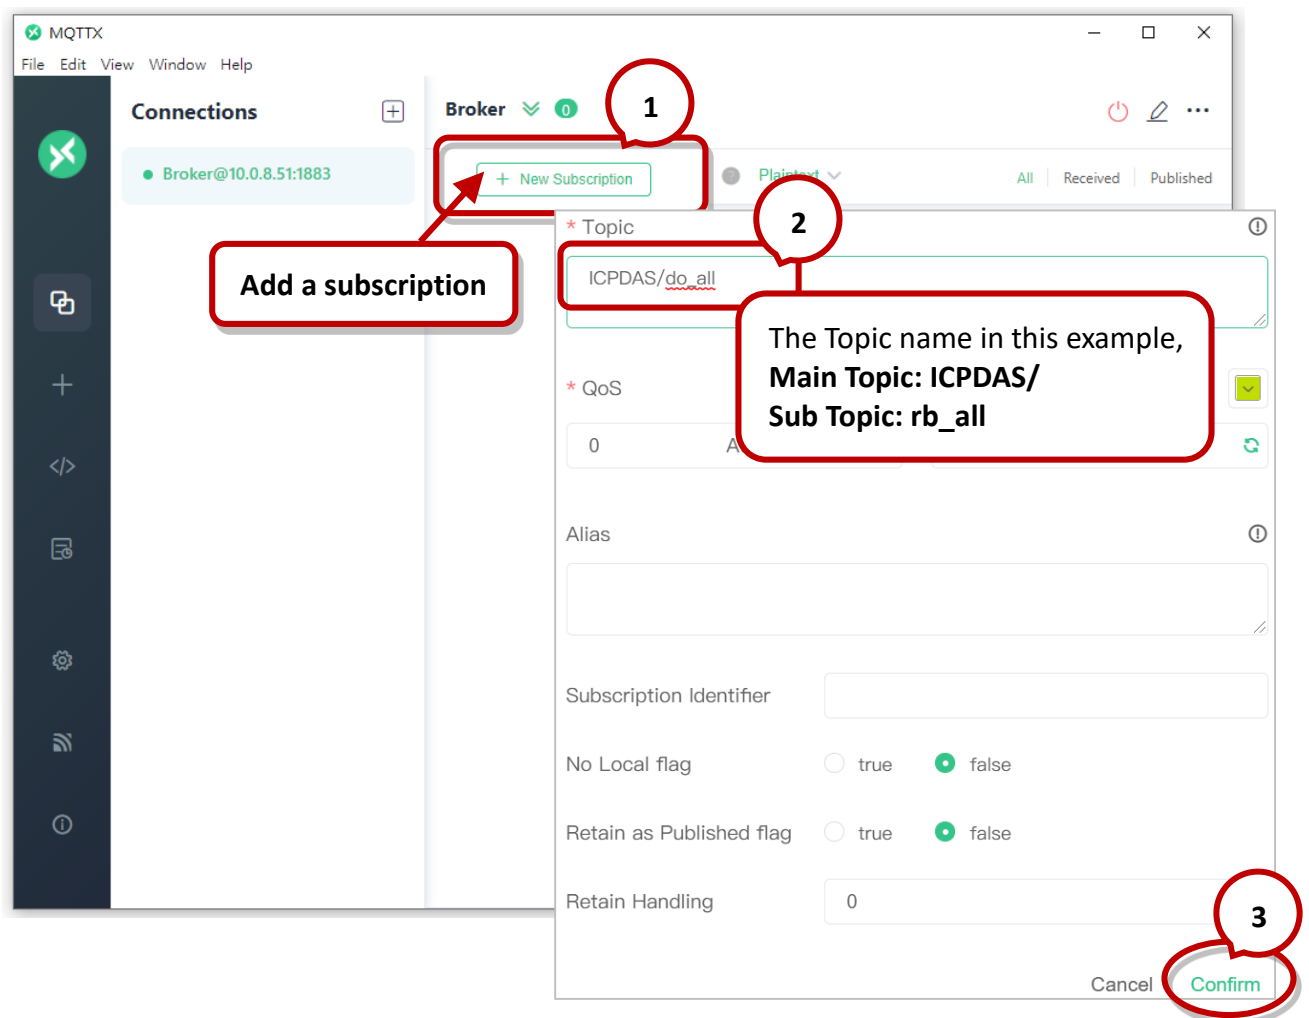 MQTTX
File Edit View Window Help
Connections
Broker 0
1
Broker@10.0.8.51:1883
+ New Subscription
Plaintext
All Received Published
Add a subscription
* Topic
2
ICPDAS/do_all
The Topic name in this example,
Main Topic: ICPDAS/
Sub Topic: rb_all
* QoS
0 A
Alias
Subscription Identifier
No Local flag true false
Retain as Published flag true false
Retain Handling 0
3
Cancel Confirm